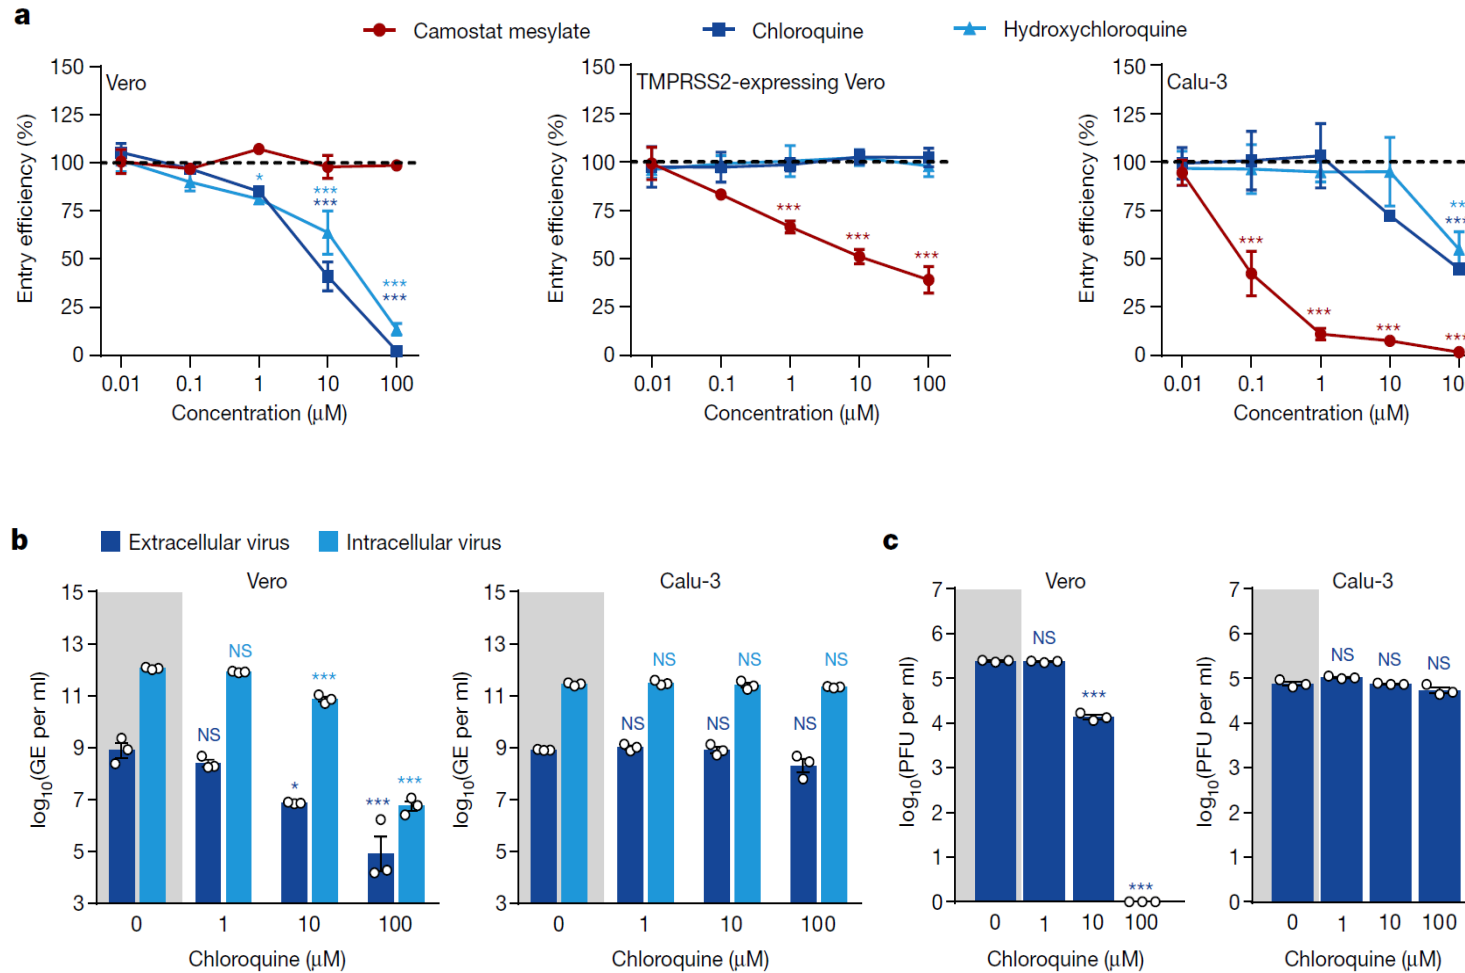 a
Camostat mesylate
Chloroquine
Hydroxychloroquine
150
125
100
75
50
25
0
Entry efficiency (%)
Vero
*
***
***
***
***
0.01 0.1 1 10 100
Concentration (μM)
150
125
100
75
50
25
0
Entry efficiency (%)
TMPRSS2-expressing Vero
***
***
***
0.01 0.1 1 10 100
Concentration (μM)
150
125
100
75
50
25
0
Entry efficiency (%)
Calu-3
***
***
***
***
***
***
0.01 0.1 1 10 10
Concentration (μM)
b
Extracellular virus
Intracellular virus
Vero
15
13
11
9
7
5
3
log10(GE per ml)
NS
NS
*
***
***
***
0 1 10 100
Chloroquine (μM)
Calu-3
15
13
11
9
7
5
3
log10(GE per ml)
NS
NS
NS
NS
NS
NS
0 1 10 100
Chloroquine (μM)
c
Vero
7
6
5
4
3
2
1
0
log10(PFU per ml)
NS
***
***
0 1 10 100
Chloroquine (μM)
Calu-3
7
6
5
4
3
2
1
0
log10(PFU per ml)
NS
NS
NS
0 1 10 100
Chloroquine (μM)